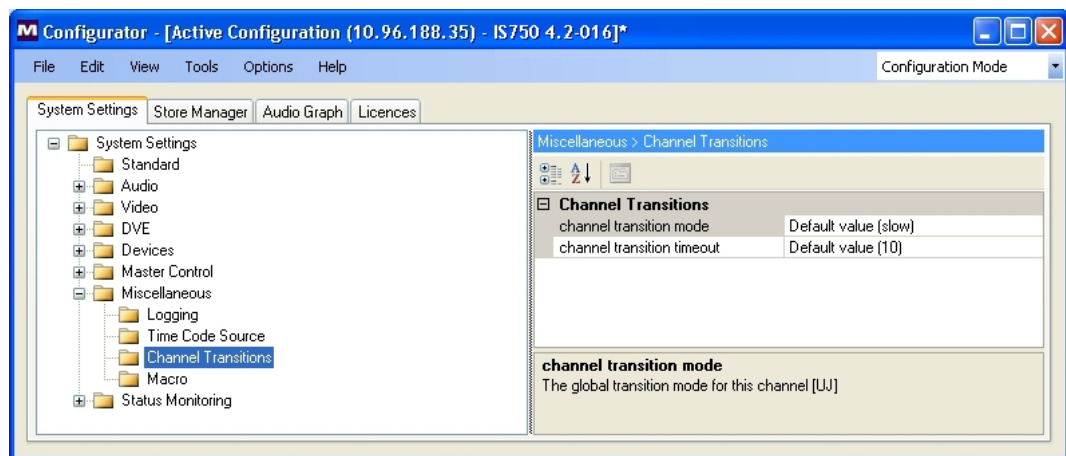 Configurator - [Active Configuration (10.96.188.35) - IS750 4.2-016]*
File Edit View Tools Options Help Configuration Mode
System Settings Store Manager Audio Graph Licences
System Settings
Standard
Audio
Video
DVE
Devices
Master Control
Miscellaneous
Logging
Time Code Source
Channel Transitions
Macro
Status Monitoring
Miscellaneous > Channel Transitions
Channel Transitions
channel transition mode Default value (slow)
channel transition timeout Default value (10)
channel transition mode
The global transition mode for this channel [UJ]